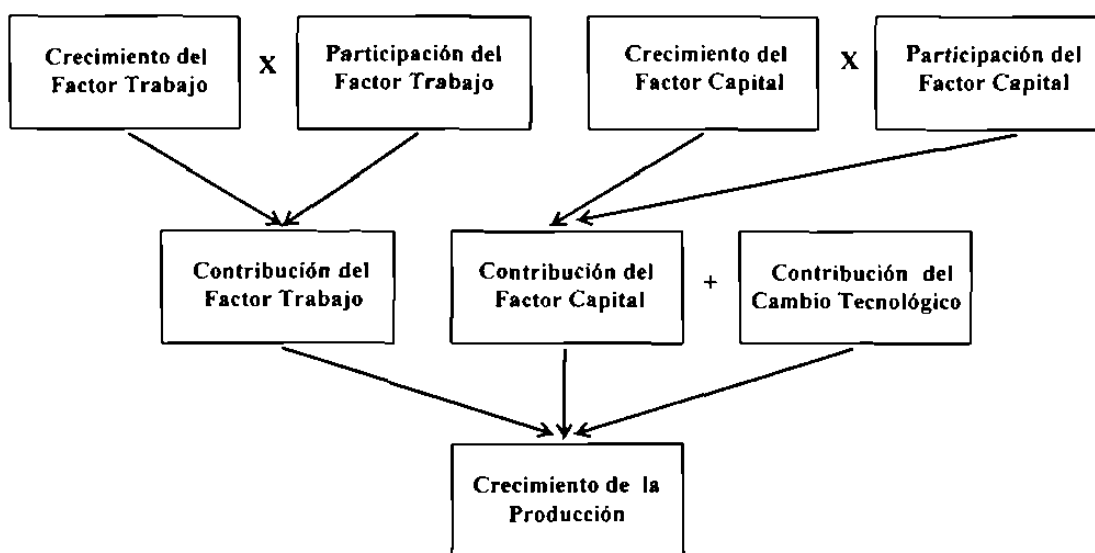 Crecimiento del
Factor Trabajo
X
Participación del
Factor Trabajo
Crecimiento del
Factor Capital
X
Participación del
Factor Capital
Contribución del
Factor Trabajo
Contribución del
Factor Capital
+
Contribución del
Cambio Tecnológico
Crecimiento de la
Producción